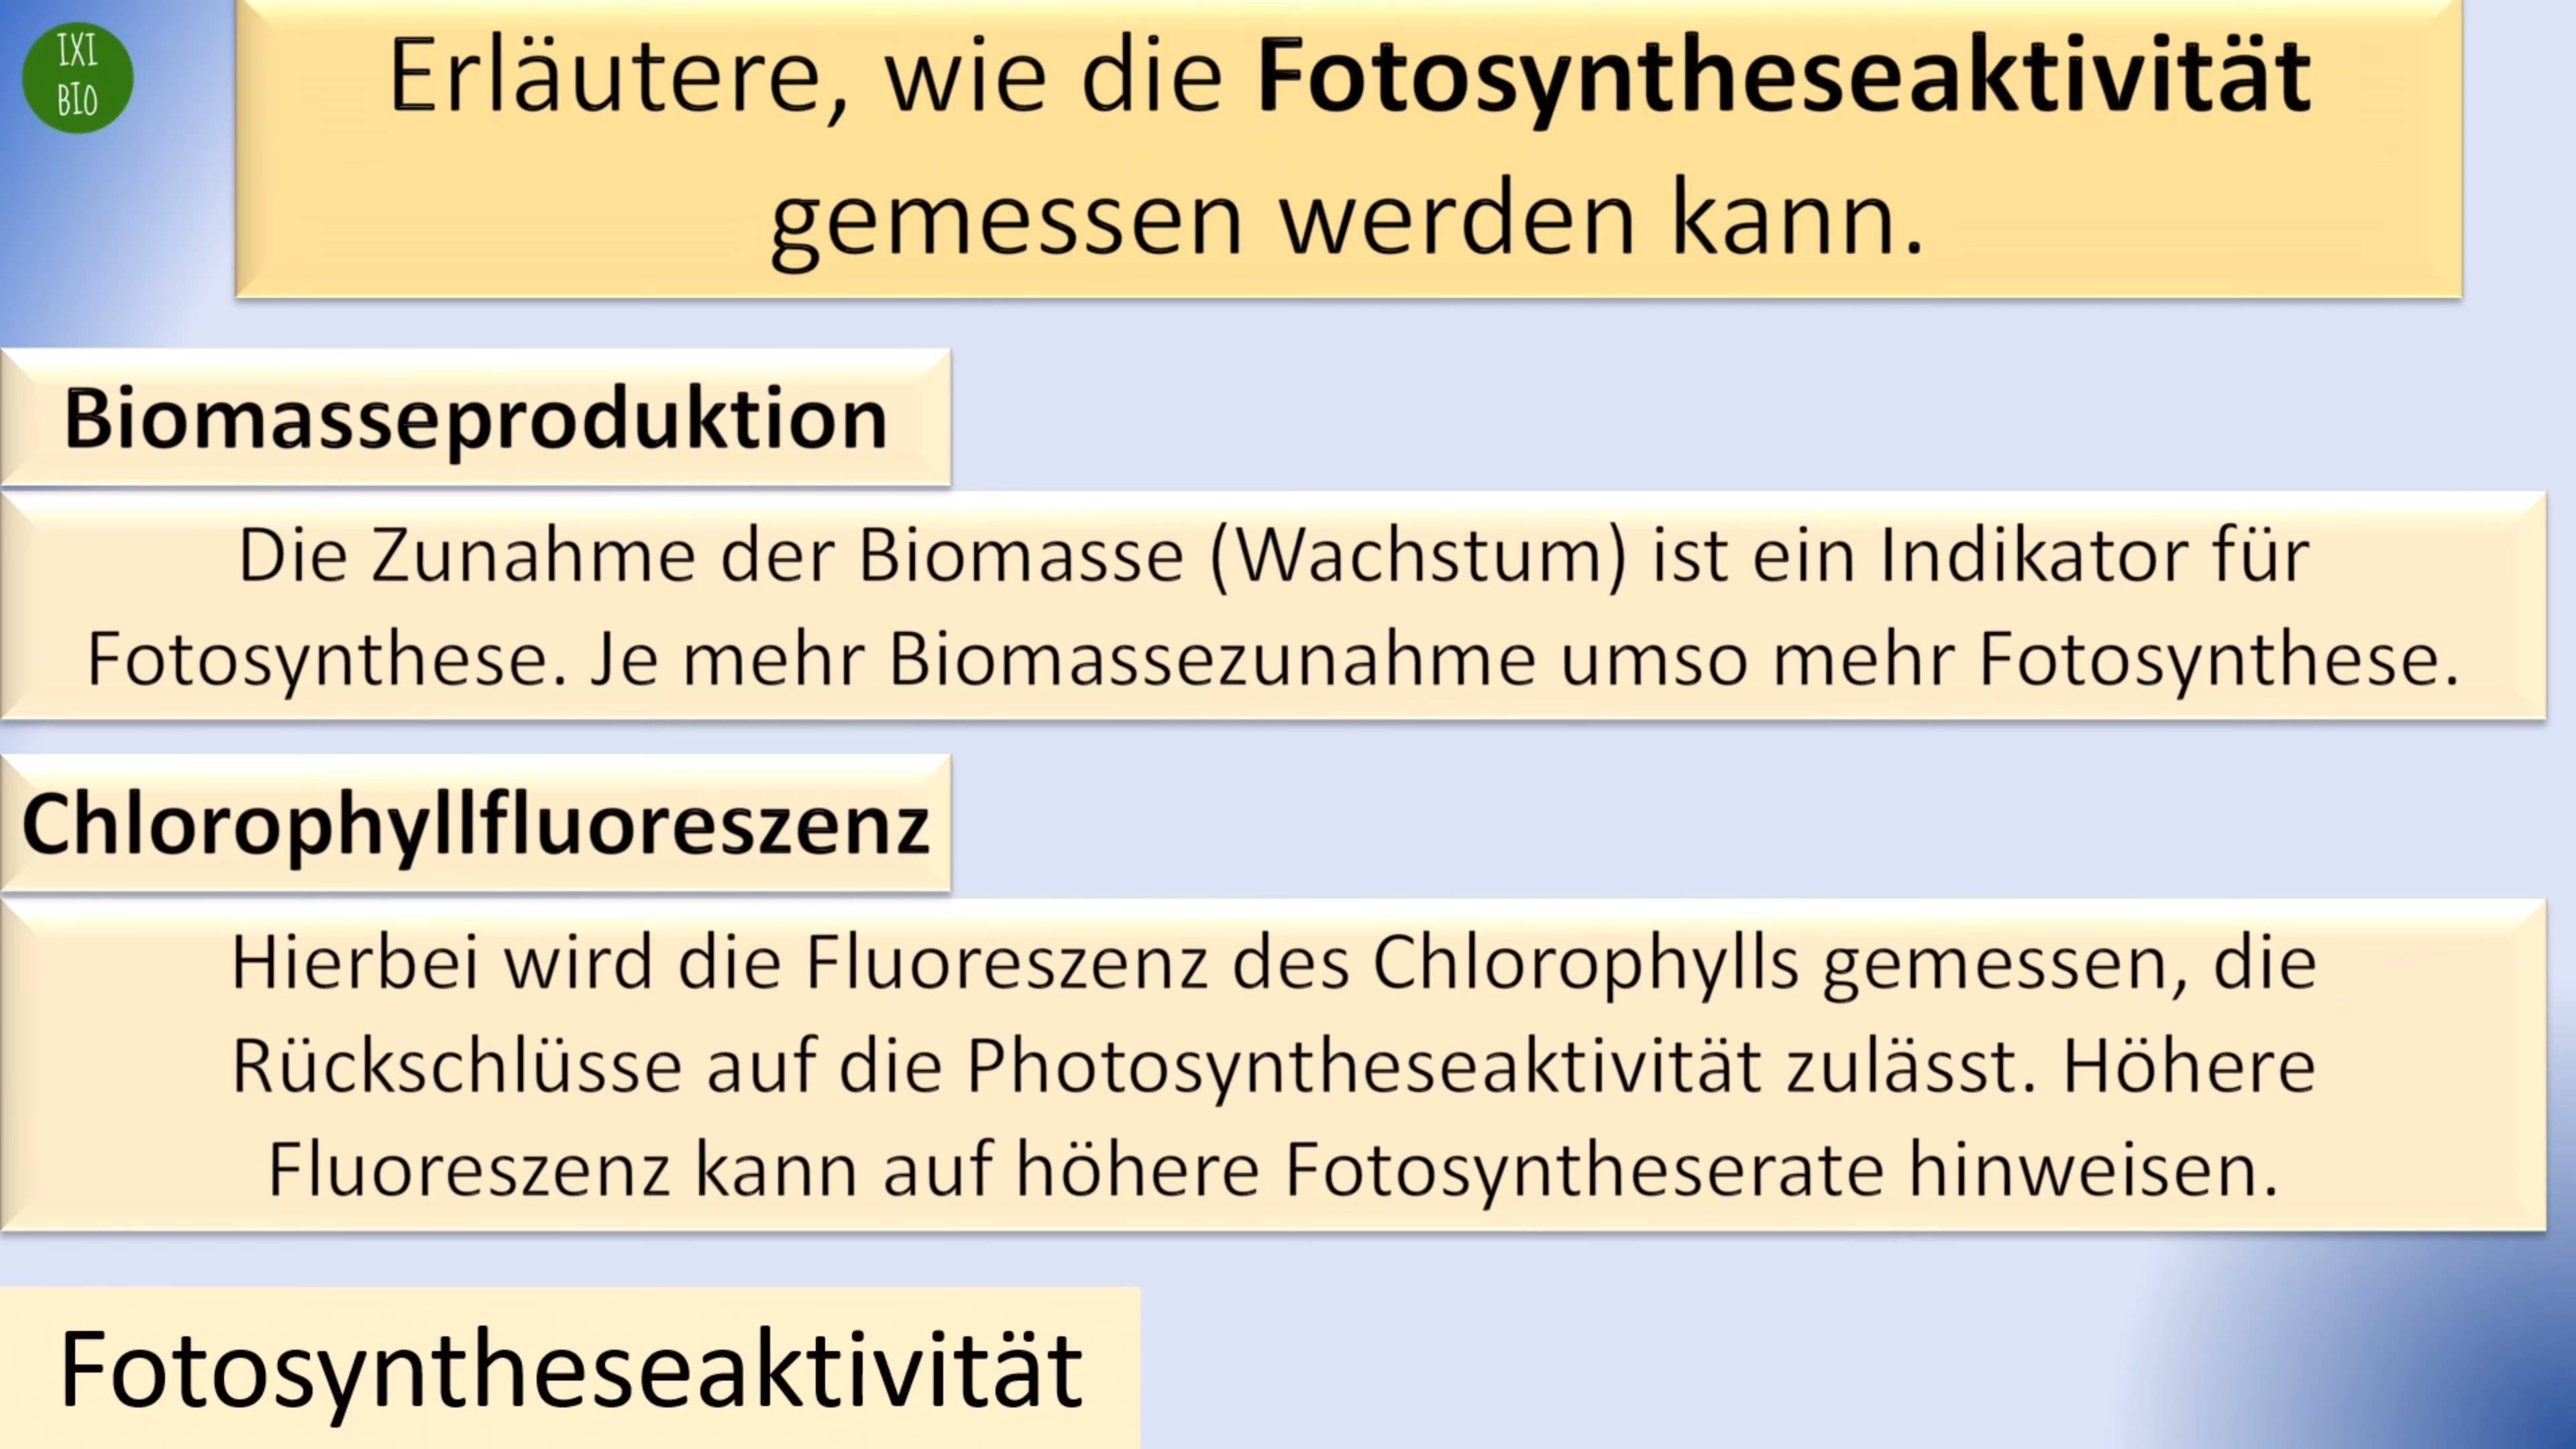 IXI
BIO
Erläutere, wie die Fotosyntheseaktivität
gemessen werden kann.
Biomasseproduktion
Die Zunahme der Biomasse (Wachstum) ist ein Indikator für
Fotosynthese. Je mehr Biomassezunahme umso mehr Fotosynthese.
Chlorophyllfluoreszenz
Hierbei wird die Fluoreszenz des Chlorophylls gemessen, die
Rückschlüsse auf die Photosyntheseaktivität zulässt. Höhere
Fluoreszenz kann auf höhere Fotosyntheserate hinweisen.
Fotosyntheseaktivität